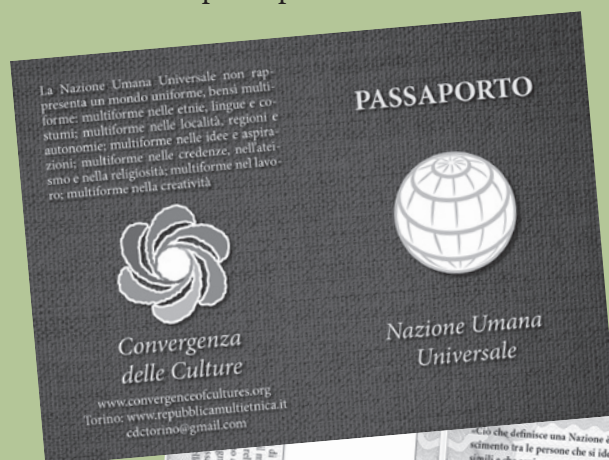 La Nazione Umana Universale non rap-
presenta un mondo uniforme, bensì multi-
forme: multiforme nelle etnie, lingue e co-
stumi; multiforme nelle località, regioni e
autonomie; multiforme nelle idee e aspira-
zioni; multiforme nelle credenze, nell'atei-
smo e nella religiosità; multiforme nel lavo-
ro; multiforme nella creatività
Convergenza
delle Culture
www.convergenceofcultures.org
Torino: www.repubblicamultietnica.it
cdctorino@gmail.com
PASSAPORTO
Nazione Umana
Universale
«Ciò che definisce una Nazione è
scimento tra le persone che si ide